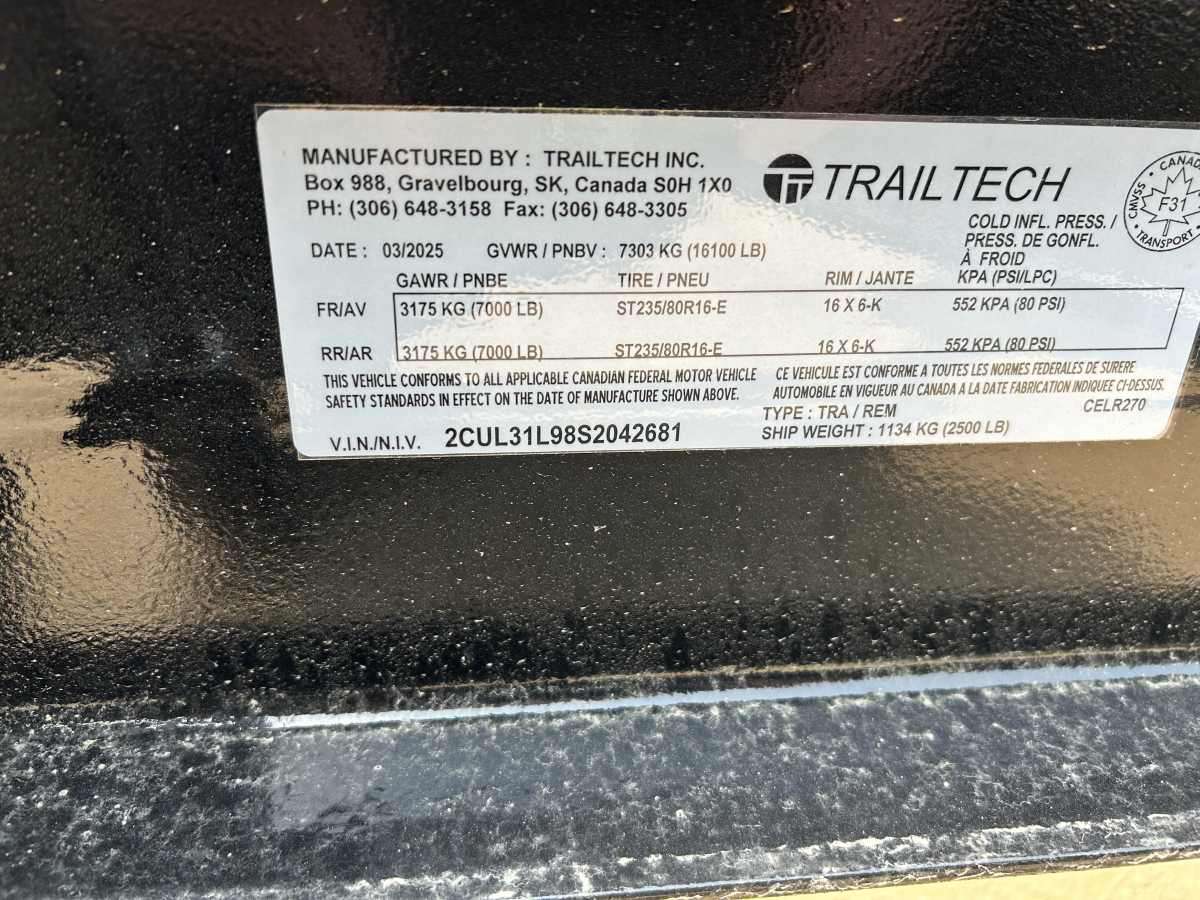 MANUFACTURED BY : TRAILTECH INC.
Box 988, Gravelbourg, SK, Canada S0H 1X0
PH: (306) 648-3158 Fax: (306) 648-3305
TT TRAILTECH
CANADA
CMVSS F31
TRANSPORT
COLD INFL. PRESS. /
PRESS. DE GONFL.
À FROID
DATE : 03/2025 GVWR / PNBV : 7303 KG (16100 LB)
GAWR / PNBE TIRE / PNEU RIM / JANTE KPA (PSI/LPC)
FR/AV 3175 KG (7000 LB) ST235/80R16-E 16 X 6-K 552 KPA (80 PSI)
RR/AR 3175 KG (7000 LB) ST235/80R16-E 16 X 6-K 552 KPA (80 PSI)
THIS VEHICLE CONFORMS TO ALL APPLICABLE CANADIAN FEDERAL MOTOR VEHICLE
SAFETY STANDARDS IN EFFECT ON THE DATE OF MANUFACTURE SHOWN ABOVE.
CE VEHICULE EST CONFORME A TOUTES LES NORMES FEDERALES DE SURERE
AUTOMOBILE EN VIGUEUR AU CANADA A LA DATE FABRICATION INDIQUEE CI-DESSUS.
TYPE : TRA / REM CELR270
V.I.N./N.I.V. 2CUL31L98S2042681 SHIP WEIGHT : 1134 KG (2500 LB)